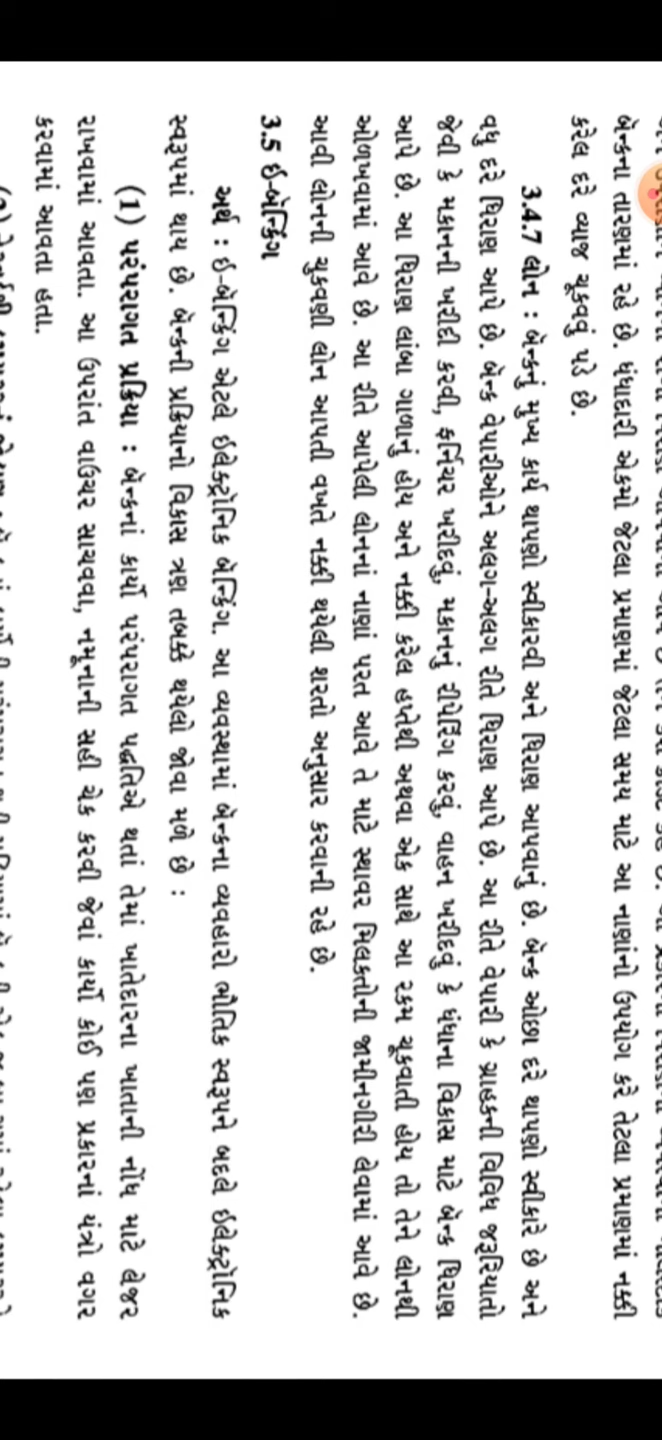 બેન્કના તારણમાં રહે છે. ધંધાદારી એકમો જેટલા પ્રમાણમાં જેટલા સમય માટે આ નાણાંનો ઉપયોગ કરે તેટલા પ્રમાણમાં નક્કી
કરેલ દરે વ્યાજ ચૂકવવું પડે છે.
3.4.7 લોન : બેન્કનું મુખ્ય કાર્ય થાપણો સ્વીકારવી અને ધિરાણ આપવાનું છે. બેન્ક ઓછા દરે થાપણો સ્વીકારે છે અને
વધુ દરે ધિરાણ આપે છે. બેન્ક વેપારીઓને અલગ-અલગ રીતે ધિરાણ આપે છે. આ રીતે વેપારી કે ગ્રાહકની વિવિધ જરૂરિયાતો
જેવી કે મકાનની ખરીદી કરવી, ફર્નિચર ખરીદવું, મકાનનું રીપેરિંગ કરવું, વાહન ખરીદવું કે ધંધાના વિકાસ માટે બેન્ક ધિરાણ
આપે છે. આ ધિરાણ લાંબા ગાળાનું હોય અને નક્કી કરેલ હપ્તેથી અથવા એક સાથે આ રકમ ચૂકવાતી હોય તો તેને લોનથી
ઓળખવામાં આવે છે. આ રીતે આપેલી લોનનાં નાણાં પરત આવે તે માટે સ્થાવર મિલકતોની જામીનગીરી લેવામાં આવે છે.
આવી લોનની ચૂકવણી લોન આપતી વખતે નક્કી થયેલી શરતો અનુસાર કરવાની રહે છે.
3.5 ઈ-બેન્કિંગ
અર્થ : ઈ-બેન્કિંગ એટલે ઈલેક્ટ્રોનિક બેન્કિંગ. આ વ્યવસ્થામાં બેન્કના વ્યવહારો ભૌતિક સ્વરૂપને બદલે ઈલેક્ટ્રોનિક
સ્વરૂપમાં થાય છે. બેન્કની પ્રક્રિયાનો વિકાસ ત્રણ તબક્કે થયેલો જોવા મળે છે :
(1) પરંપરાગત પ્રક્રિયા : બેન્કનાં કાર્યો પરંપરાગત પદ્ધતિએ થતાં તેમાં ખાતેદારના ખાતાની નોંધ માટે લેજર
રાખવામાં આવતા. આ ઉપરાંત વાઉચર સાચવવા, નમૂનાની સહી ચેક કરવી જેવાં કાર્યો કોઈ પણ પ્રકારનાં યંત્રો વગર
કરવામાં આવતા હતા.